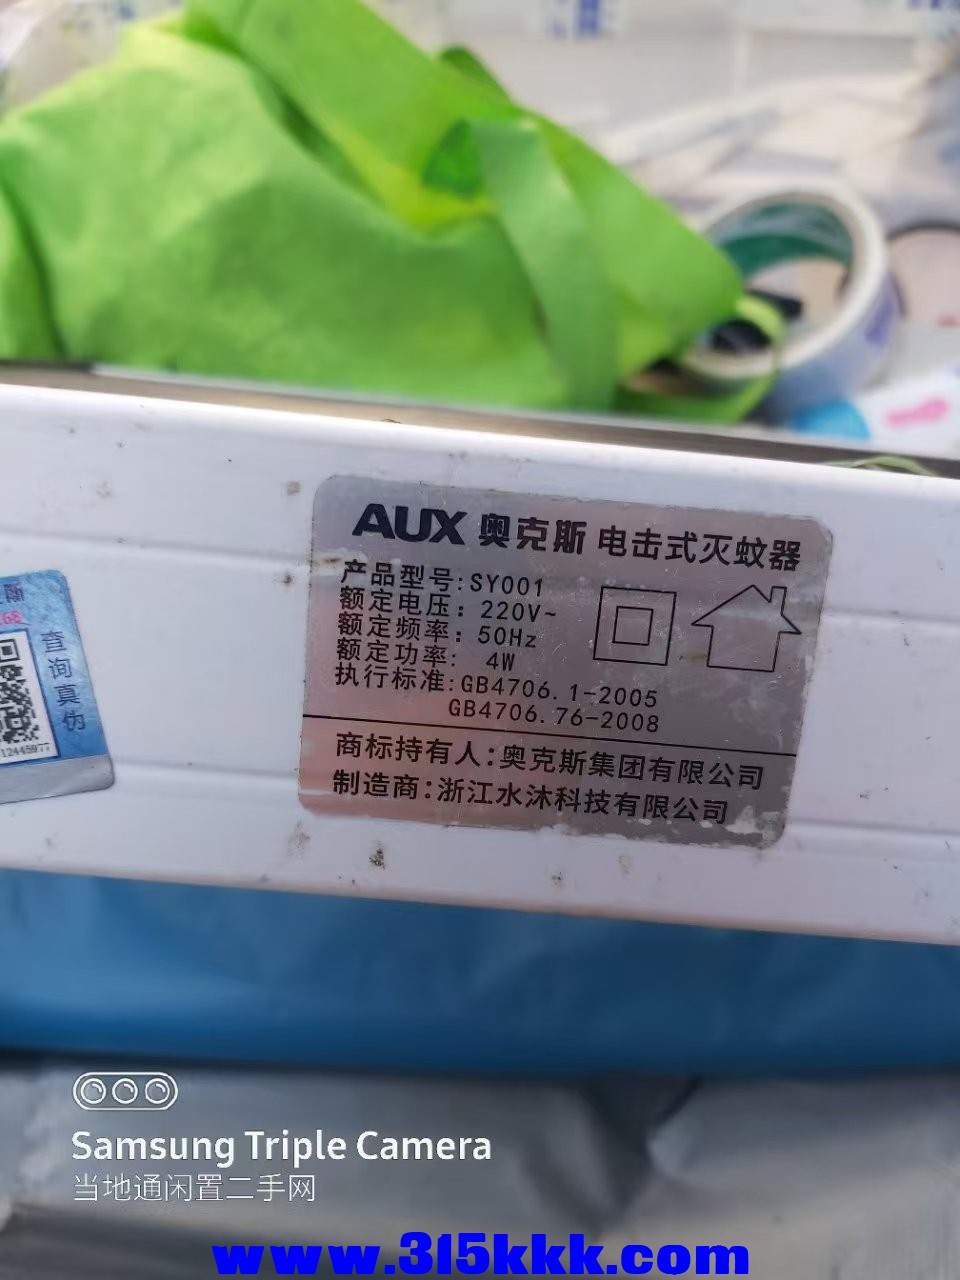 AUX 奥克斯 电击式灭蚊器
产品型号:SY001
额定电压: 220V~
额定频率: 50Hz
额定功率: 4W
执行标准:GB4706.1-2005
GB4706.76-2008
商标持有人:奥克斯集团有限公司
制造商:浙江水沐科技有限公司
查询真伪
12445977
Samsung Triple Camera
当地通闲置二手网
www.315kkk.com